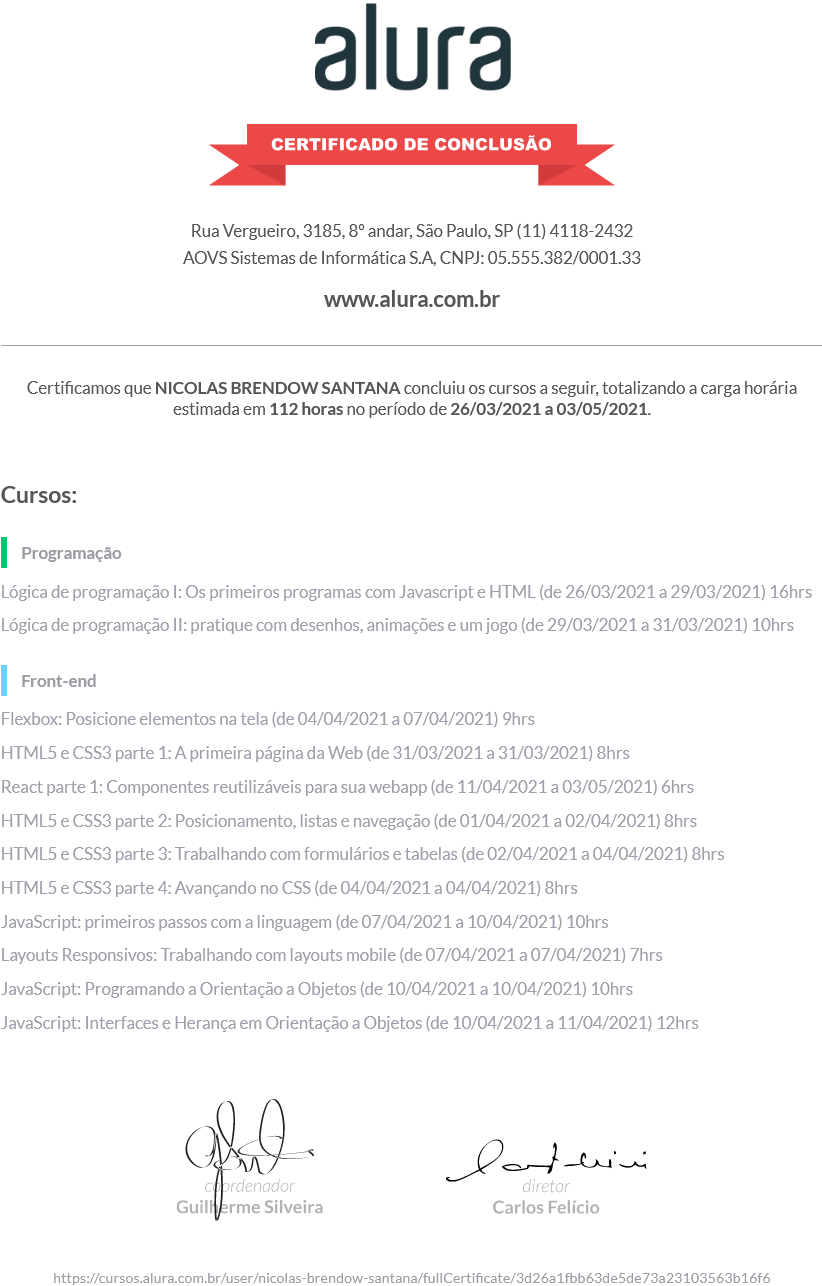 alura
CERTIFICADO DE CONCLUSÃO
Rua Vergueiro, 3185, 8º andar, São Paulo, SP (11) 4118-2432
AOVS Sistemas de Informática S.A, CNPJ: 05.555.382/0001.33
www.alura.com.br
Certificamos que NICOLAS BRENDOW SANTANA concluiu os cursos a seguir, totalizando a carga horária
estimada em 112 horas no período de 26/03/2021 a 03/05/2021.
Cursos:
Programação
Lógica de programação I: Os primeiros programas com Javascript e HTML (de 26/03/2021 a 29/03/2021) 16hrs
Lógica de programação II: pratique com desenhos, animações e um jogo (de 29/03/2021 a 31/03/2021) 10hrs
Front-end
Flexbox: Posicione elementos na tela (de 04/04/2021 a 07/04/2021) 9hrs
HTML5 e CSS3 parte 1: A primeira página da Web (de 31/03/2021 a 31/03/2021) 8hrs
React parte 1: Componentes reutilizáveis para sua webapp (de 11/04/2021 a 03/05/2021) 6hrs
HTML5 e CSS3 parte 2: Posicionamento, listas e navegação (de 01/04/2021 a 02/04/2021) 8hrs
HTML5 e CSS3 parte 3: Trabalhando com formulários e tabelas (de 02/04/2021 a 04/04/2021) 8hrs
HTML5 e CSS3 parte 4: Avançando no CSS (de 04/04/2021 a 04/04/2021) 8hrs
JavaScript: primeiros passos com a linguagem (de 07/04/2021 a 10/04/2021) 10hrs
Layouts Responsivos: Trabalhando com layouts mobile (de 07/04/2021 a 07/04/2021) 7hrs
JavaScript: Programando a Orientação a Objetos (de 10/04/2021 a 10/04/2021) 10hrs
JavaScript: Interfaces e Herança em Orientação a Objetos (de 10/04/2021 a 11/04/2021) 12hrs
coordenador
Guilherme Silveira
diretor
Carlos Felício
https://cursos.alura.com.br/user/nicolas-brendow-santana/fullCertificate/3d26a1fbb63de5de73a23103563b16f6